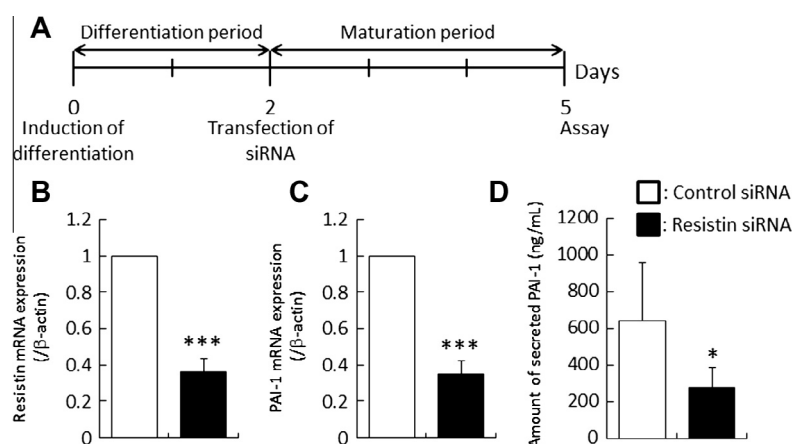 A
Differentiation period
Maturation period
Days
0
2
5
Induction of
differentiation
Transfection of
siRNA
Assay
B
Resistin mRNA expression
(/β-actin)
1.2
1
0.8
0.6
0.4
0.2
0
***
C
PAI-1 mRNA expression
(/β-actin)
1.2
1
0.8
0.6
0.4
0.2
0
***
D
: Control siRNA
: Resistin siRNA
Amount of secreted PAI-1 (ng/mL)
1200
1000
800
600
400
200
0
*